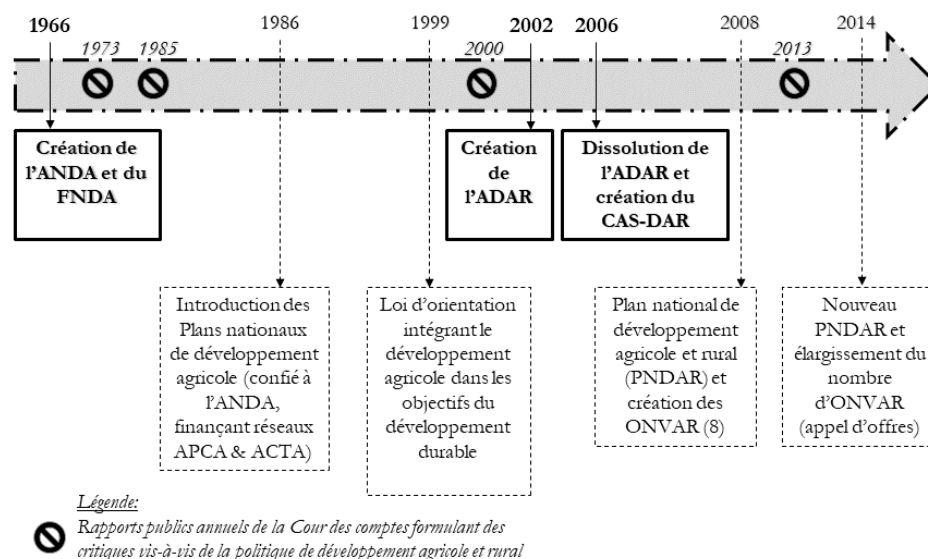 1966
1973
1985
1986
1999
2000
2002
2006
2008
2013
2014
Création de
l'ANDA et du
FNDA
Création
de
l'ADAR
Dissolution de
l'ADAR et
création du
CAS-DAR
Introduction des
Plans nationaux
de développement
agricole (confié à
l'ANDA,
finançant réseaux
APCA & ACTA)
Loi d'orientation
intégrant le
développement
agricole dans les
objectifs du
développement
durable
Plan national de
développement
agricole et rural
(PNDAR) et
création des
ONVAR (8)
Nouveau
PNDAR et
élargissement du
nombre
d'ONVAR
(appel d'offres)
Légende:
Rapports publics annuels de la Cour des comptes formulant des
critiques vis-à-vis de la politique de développement agricole et rural